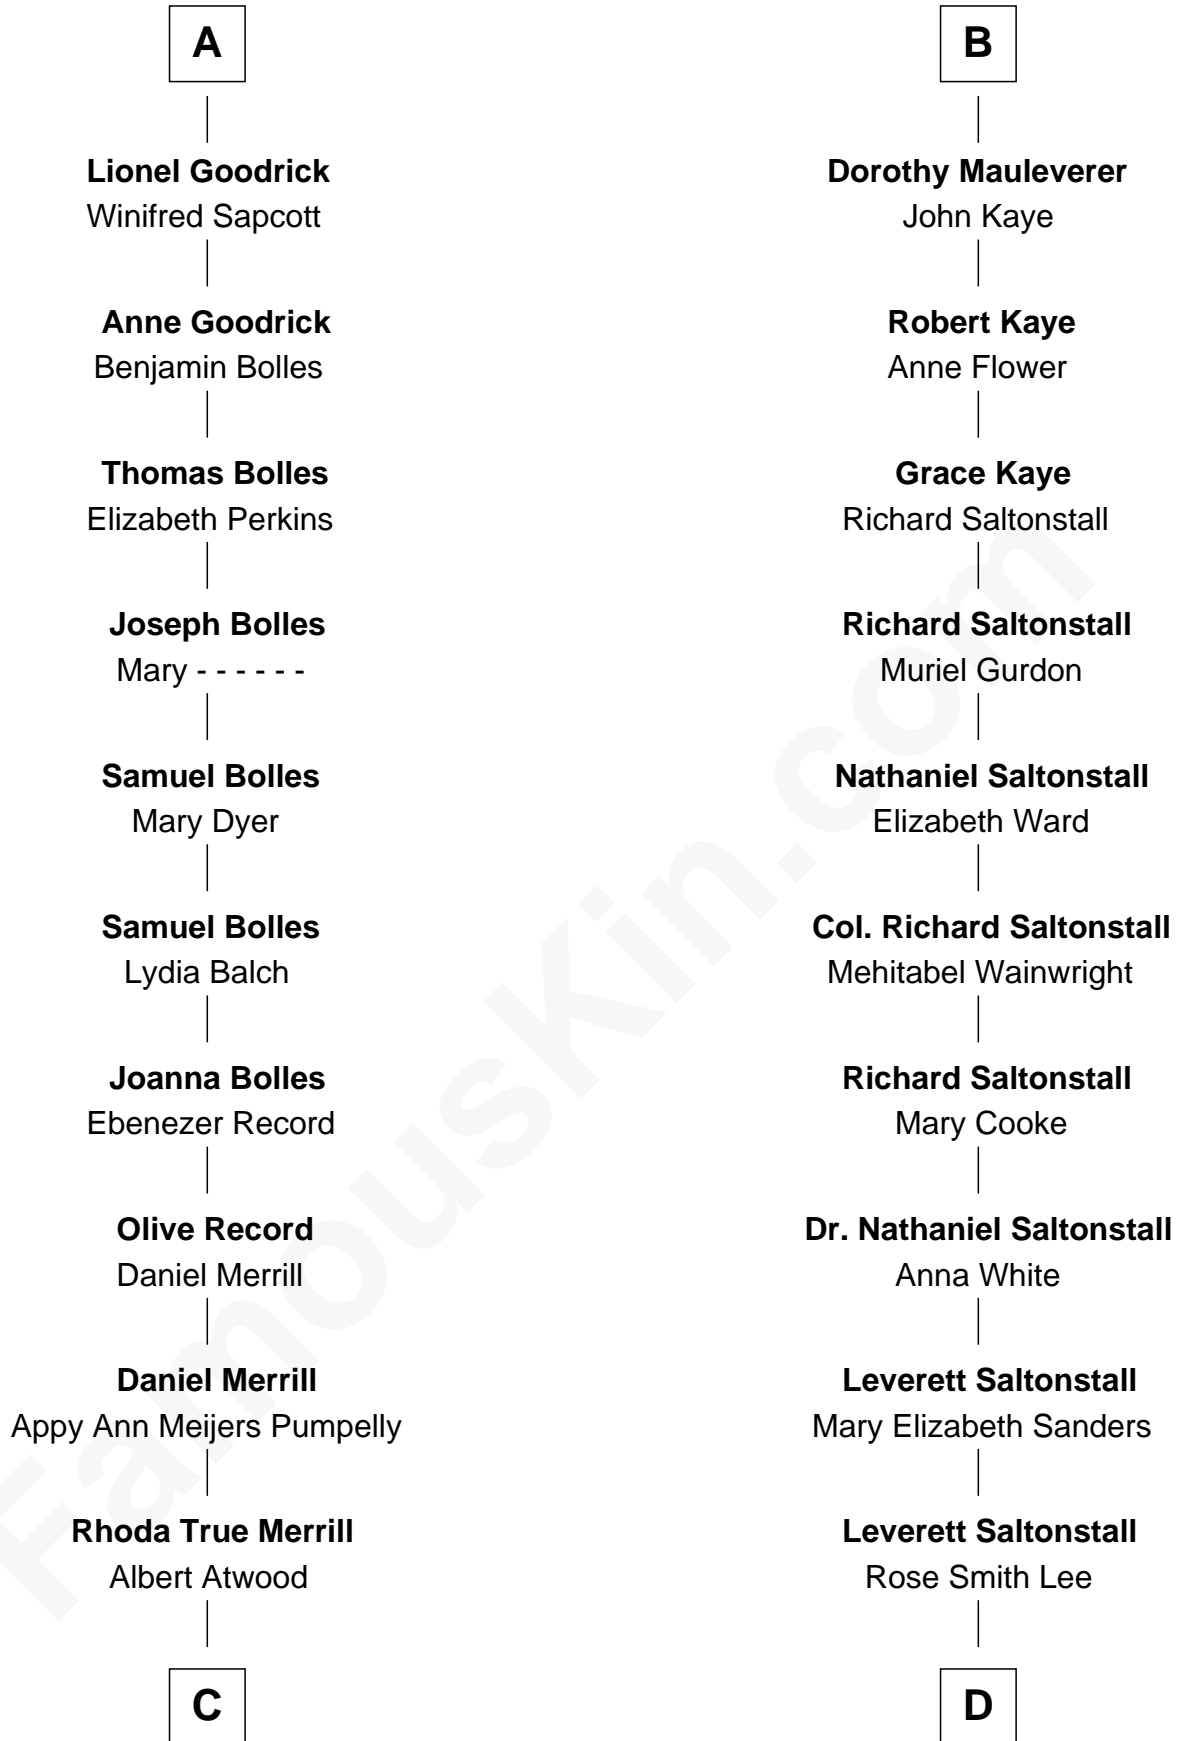 A
Lionel Goodrick
Winifred Sapcott
Anne Goodrick
Benjamin Bolles
Thomas Bolles
Elizabeth Perkins
Joseph Bolles
Mary - - - - - -
Samuel Bolles
Mary Dyer
Samuel Bolles
Lydia Balch
Joanna Bolles
Ebenezer Record
Olive Record
Daniel Merrill
Daniel Merrill
Appy Ann Meijers Pumpelly
Rhoda True Merrill
Albert Atwood
C
B
Dorothy Mauleverer
John Kaye
Robert Kaye
Anne Flower
Grace Kaye
Richard Saltonstall
Richard Saltonstall
Muriel Gurdon
Nathaniel Saltonstall
Elizabeth Ward
Col. Richard Saltonstall
Mehitabel Wainwright
Richard Saltonstall
Mary Cooke
Dr. Nathaniel Saltonstall
Anna White
Leverett Saltonstall
Mary Elizabeth Sanders
Leverett Saltonstall
Rose Smith Lee
D
FamousKin.com